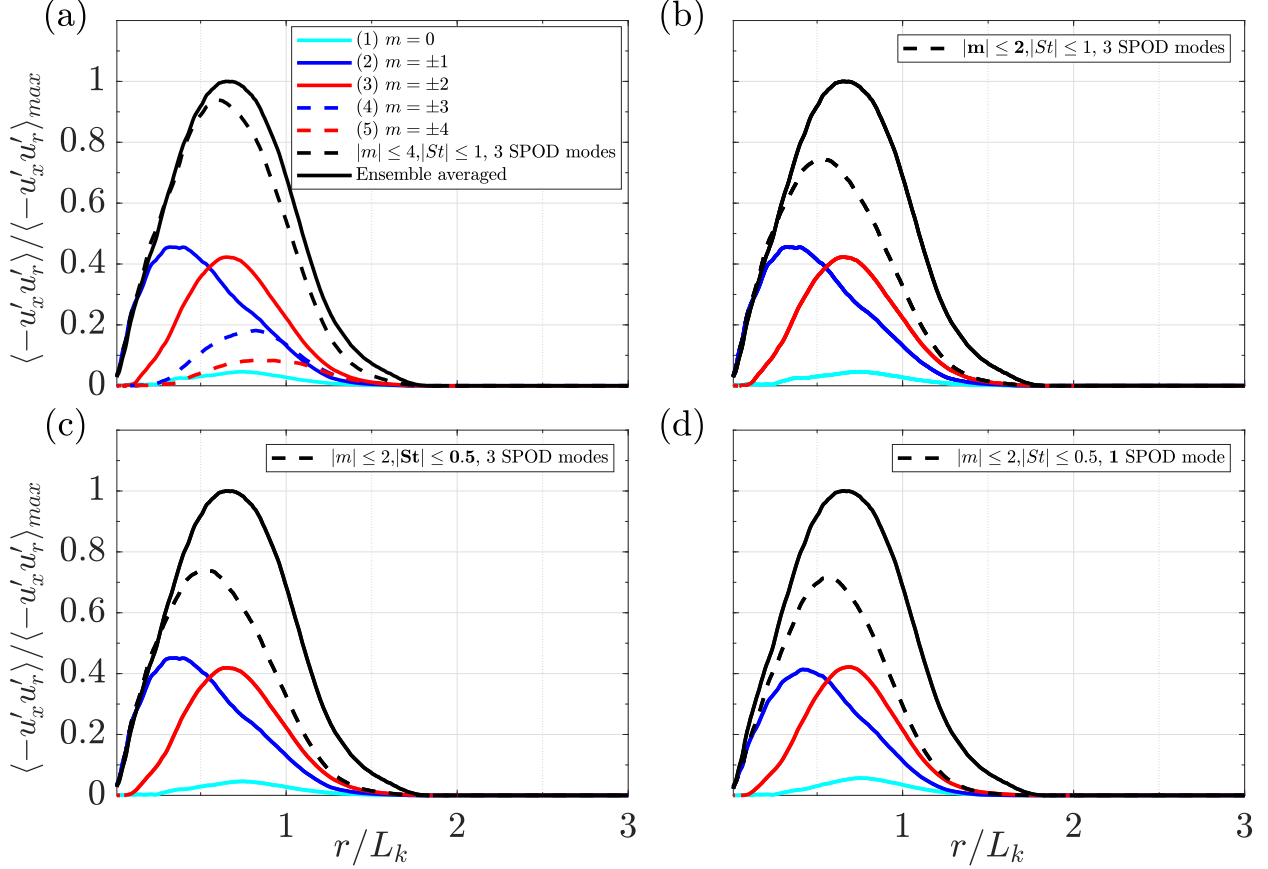 (a)
(1) m = 0
(2) m = ±1
(3) m = ±2
(4) m = ±3
(5) m = ±4
|m| ≤ 4,|St| ≤ 1, 3 SPOD modes
Ensemble averaged
⟨−u′ₓu′ᵣ⟩/⟨−u′ₓu′ᵣ⟩max
1
0.8
0.6
0.4
0.2
0
(b)
|m| ≤ 2,|St| ≤ 1, 3 SPOD modes
(c)
|m| ≤ 2,|St| ≤ 0.5, 3 SPOD modes
⟨−u′ₓu′ᵣ⟩/⟨−u′ₓu′ᵣ⟩max
1
0.8
0.6
0.4
0.2
0
1 2 3
r/Lₖ
(d)
|m| ≤ 2,|St| ≤ 0.5, 1 SPOD mode
1 2 3
r/Lₖ